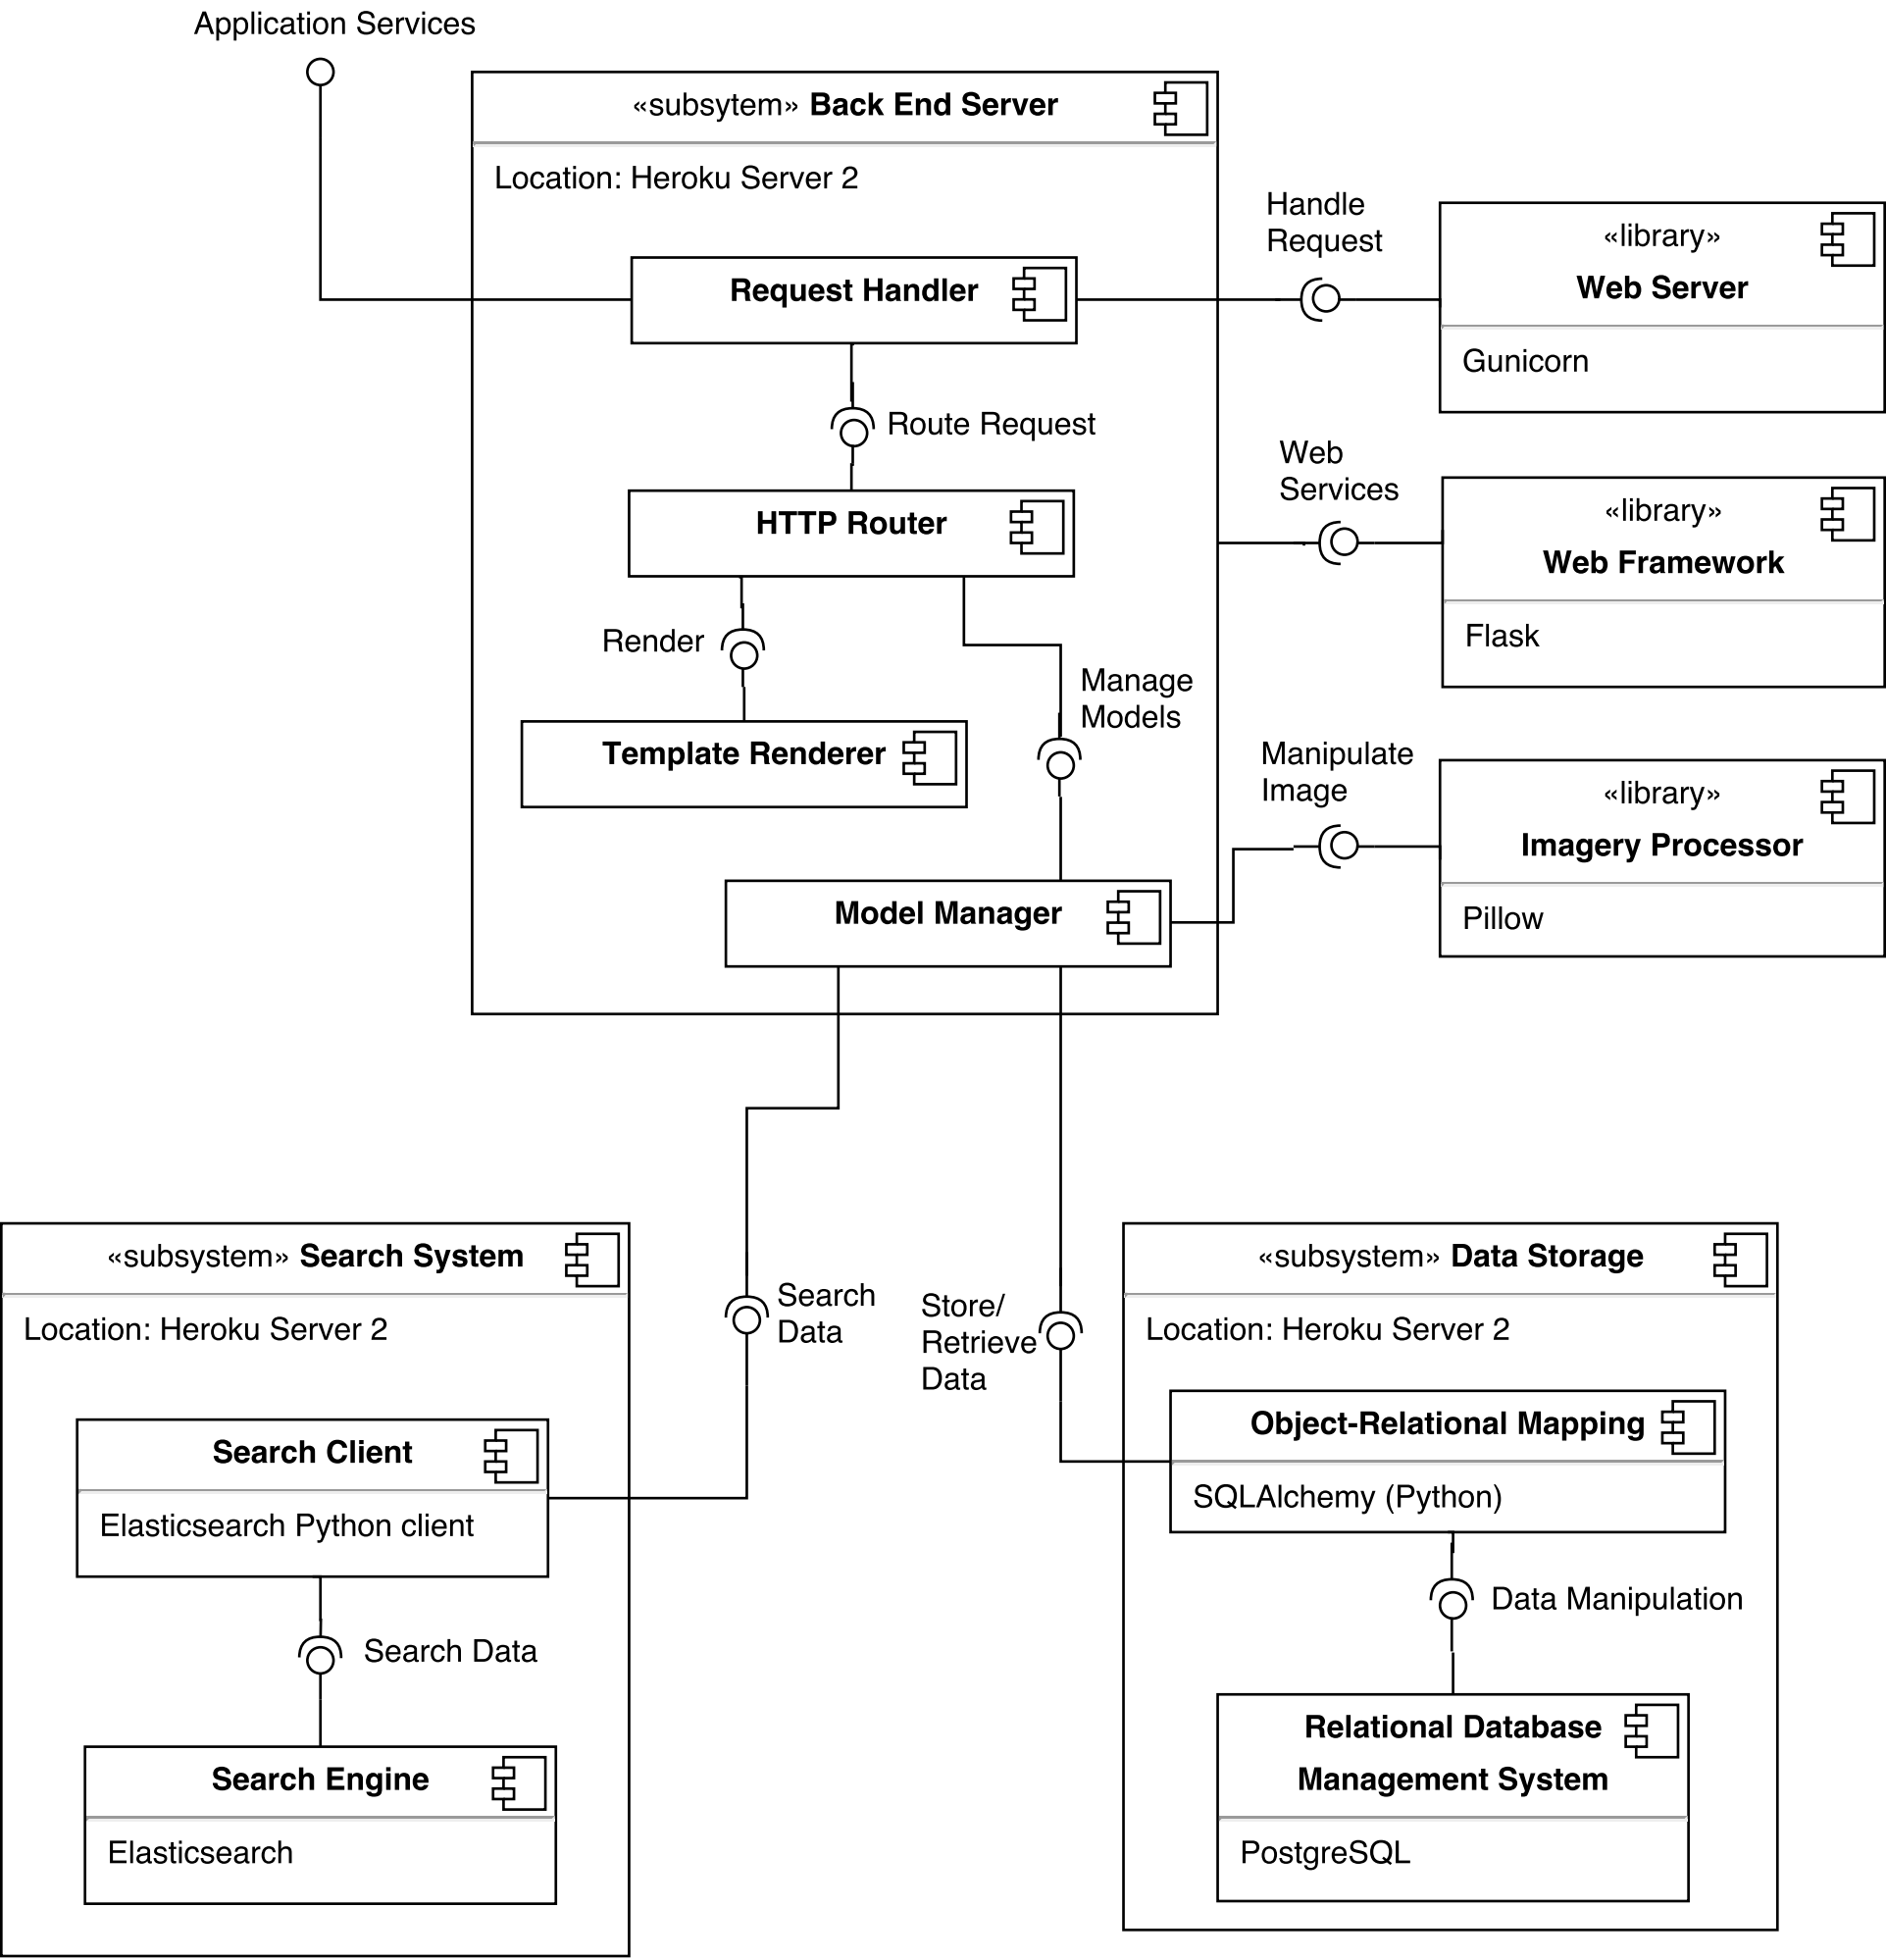 Application Services
«subsytem» Back End Server
Location: Heroku Server 2
Handle
Request
«library»
Web Server
Gunicorn
Request Handler
Route Request
Web
Services
«library»
Web Framework
Flask
HTTP Router
Render
Manage
Models
Template Renderer
Manipulate
Image
«library»
Imagery Processor
Pillow
Model Manager
«subsystem» Search System
Location: Heroku Server 2
Search
Data
Store/
Retrieve
Data
«subsystem» Data Storage
Location: Heroku Server 2
Search Client
Elasticsearch Python client
Object-Relational Mapping
SQLAlchemy (Python)
Search Data
Data Manipulation
Search Engine
Elasticsearch
Relational Database
Management System
PostgreSQL